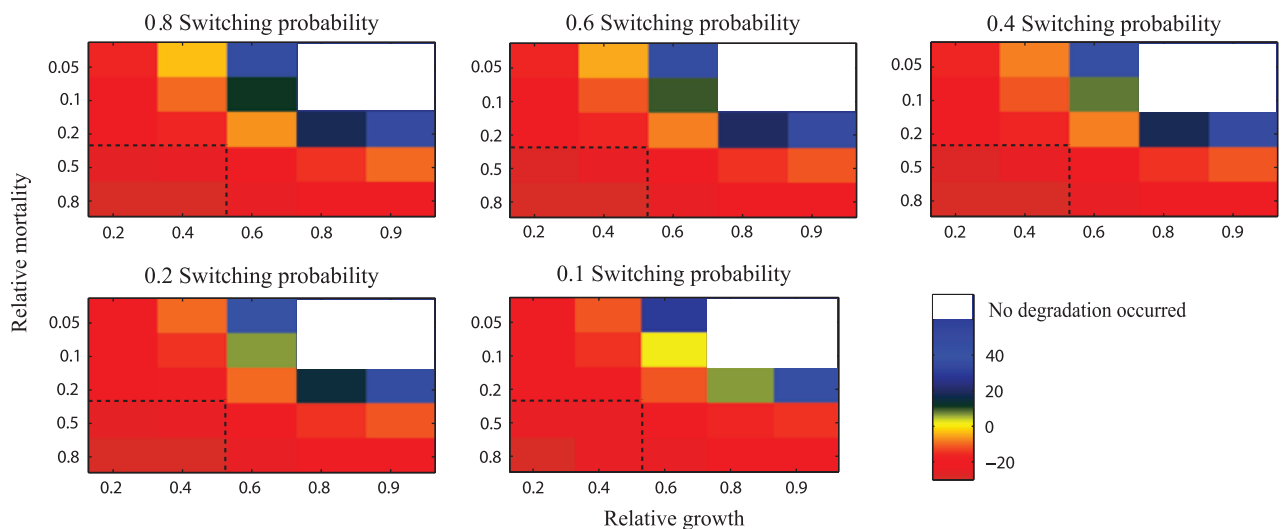 0.8 Switching probability
0.6 Switching probability
0.4 Switching probability
0.05
0.1
0.2
0.5
0.8
0.2 0.4 0.6 0.8 0.9
0.05
0.1
0.2
0.5
0.8
0.2 0.4 0.6 0.8 0.9
0.05
0.1
0.2
0.5
0.8
0.2 0.4 0.6 0.8 0.9
Relative mortality
0.2 Switching probability
0.1 Switching probability
0.05
0.1
0.2
0.5
0.8
0.2 0.4 0.6 0.8 0.9
0.05
0.1
0.2
0.5
0.8
0.2 0.4 0.6 0.8 0.9
Relative growth
No degradation occurred
40
20
0
−20